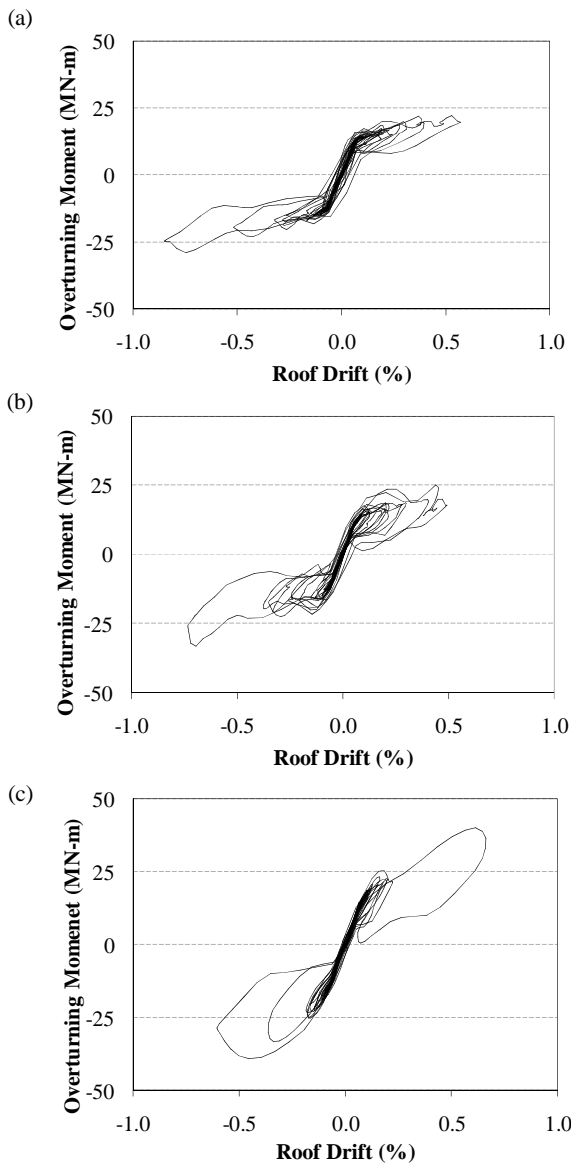 (a)
50
25
0
-25
-50
Overturning Moment (MN-m)
-1.0 -0.5 0.0 0.5 1.0
Roof Drift (%)
(b)
50
25
0
-25
-50
Overturning Moment (MN-m)
-1.0 -0.5 0.0 0.5 1.0
Roof Drift (%)
(c)
50
25
0
-25
-50
Overturning Momenet (MN-m)
-1.0 -0.5 0.0 0.5 1.0
Roof Drift (%)